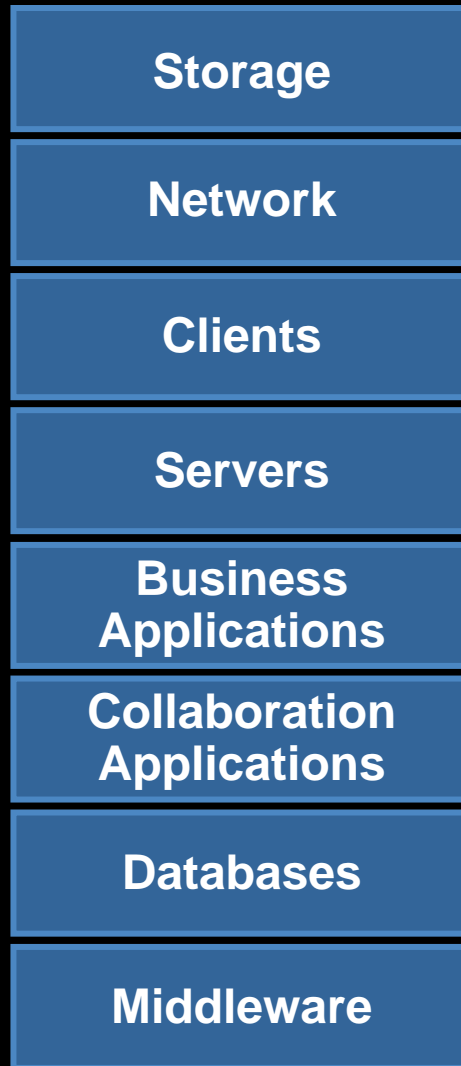 Storage
Network
Clients
Servers
Business
Applications
Collaboration
Applications
Databases
Middleware